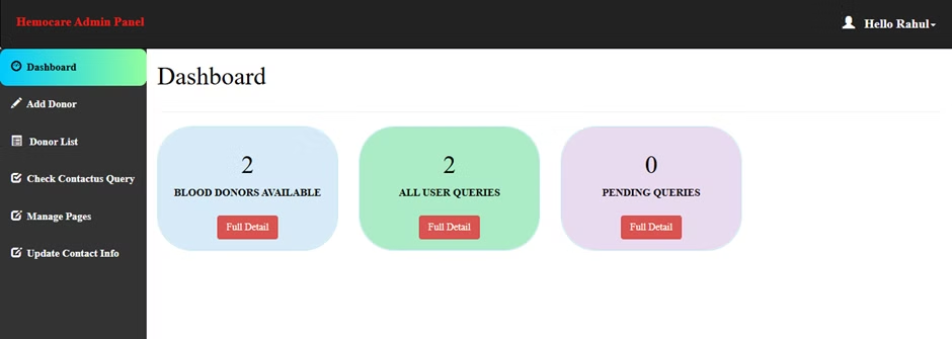 Hemocare Admin Panel
Hello Rahul
Dashboard
Add Donor
Donor List
Check Contactus Query
Manage Pages
Update Contact Info
Dashboard
2
BLOOD DONORS AVAILABLE
Full Detail
2
ALL USER QUERIES
Full Detail
0
PENDING QUERIES
Full Detail